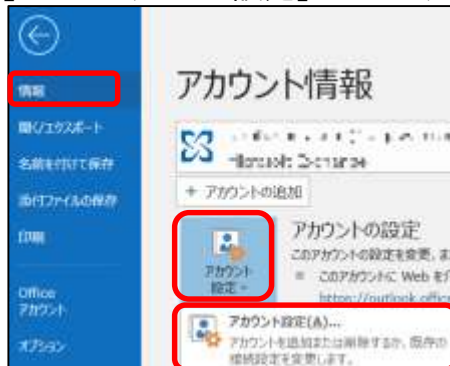 情報
開く/エクスポート
名前を付けて保存
添付ファイルの保存
印刷
Office
アカウント
オプション
アカウント情報
Microsoft Exchange
+ アカウントの追加
アカウント
設定
アカウントの設定
このアカウントの設定を変更、ま
このアカウントに Web を介
https://outlook.office
アカウント設定(A)...
アカウントを追加または削除するか、既存の
接続設定を変更します。